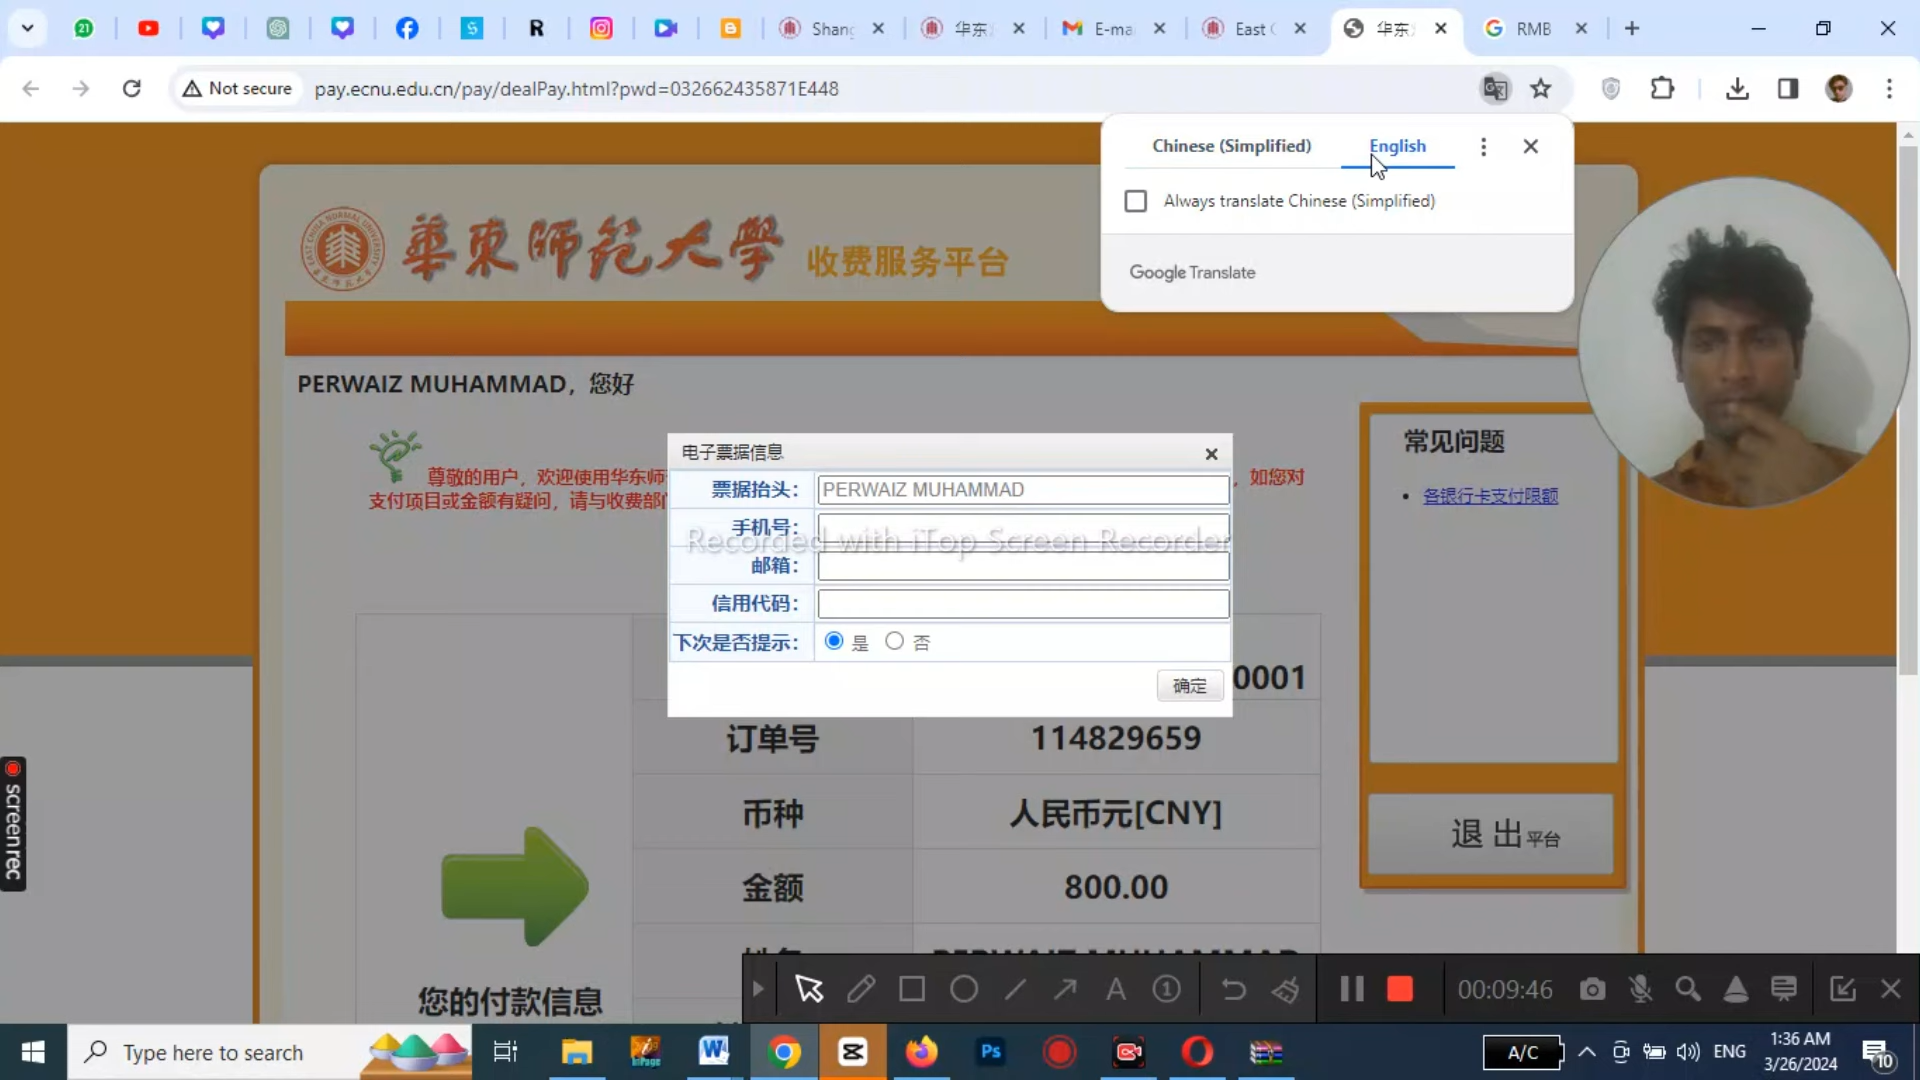 Shang
华东
E-ma
East C
华东
RMB
Not secure
pay.ecnu.edu.cn/pay/dealPay.html?pwd=032662435871E448
Chinese (Simplified)
English
Always translate Chinese (Simplified)
Google Translate
EAST CHINA NORMAL UNIVERSITY
華東師範大學
收费服务平台
PERWAIZ MUHAMMAD，您好
尊敬的用户，欢迎使用华东师
，如您对
支付项目或金额有疑问，请与收费部
常见问题
各银行卡支付限额
电子票据信息
票据抬头：
PERWAIZ MUHAMMAD
手机号：
Recorded with iTop Screen Recorder
邮箱：
信用代码：
下次是否提示：
是
否
确定
0001
订单号
114829659
币种
人民币元[CNY]
金额
800.00
您的付款信息
退 出平台
screenrec
00:09:46
Type here to search
A/C
ENG
1:36 AM
3/26/2024
10
21
Ps